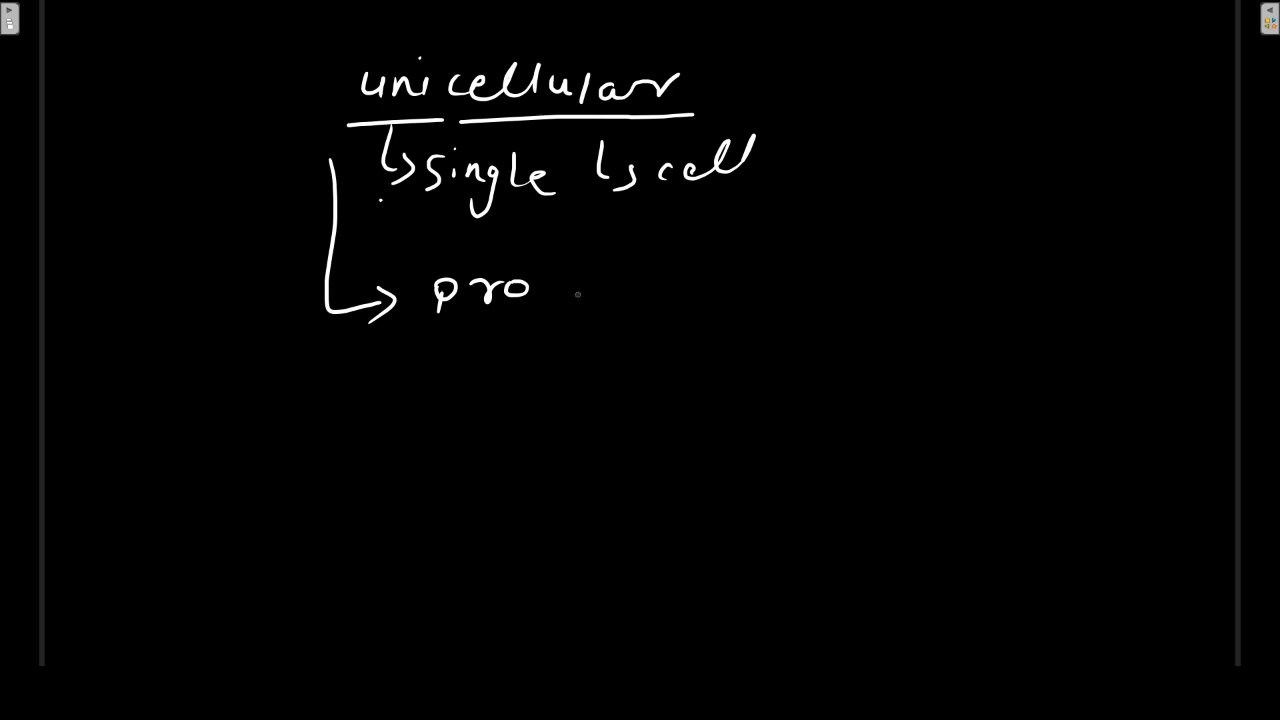 unicellular
↳ single ↳ cell
→ pro